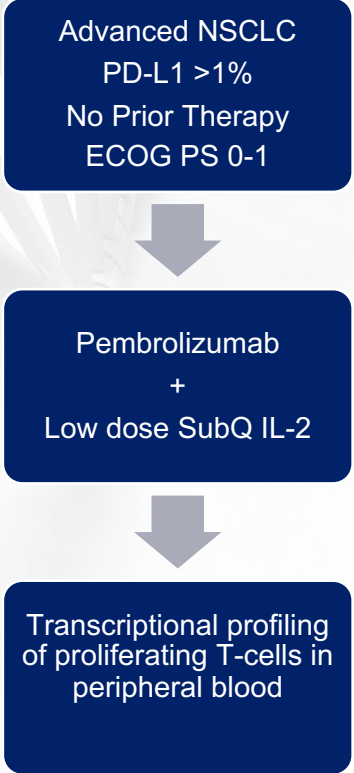 Advanced NSCLC
PD-L1 >1%
No Prior Therapy
ECOG PS 0-1
Pembrolizumab
+
Low dose SubQ IL-2
Transcriptional profiling
of proliferating T-cells in
peripheral blood